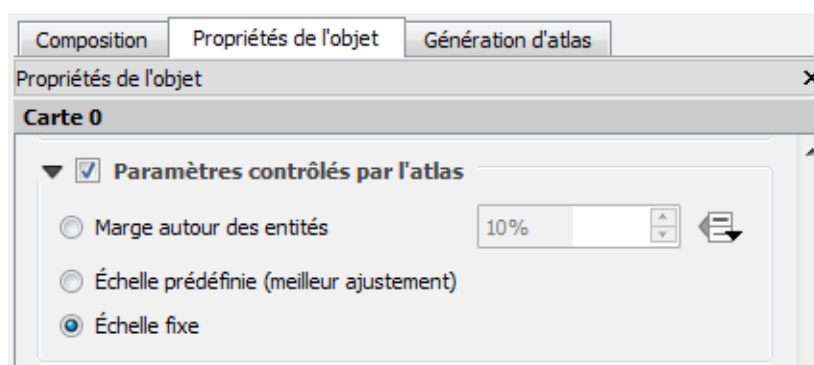 Composition Propriétés de l'objet Génération d'atlas
Propriétés de l'objet
Carte 0
Paramètres contrôlés par l'atlas
Marge autour des entités 10%
Échelle prédéfinie (meilleur ajustement)
Échelle fixe